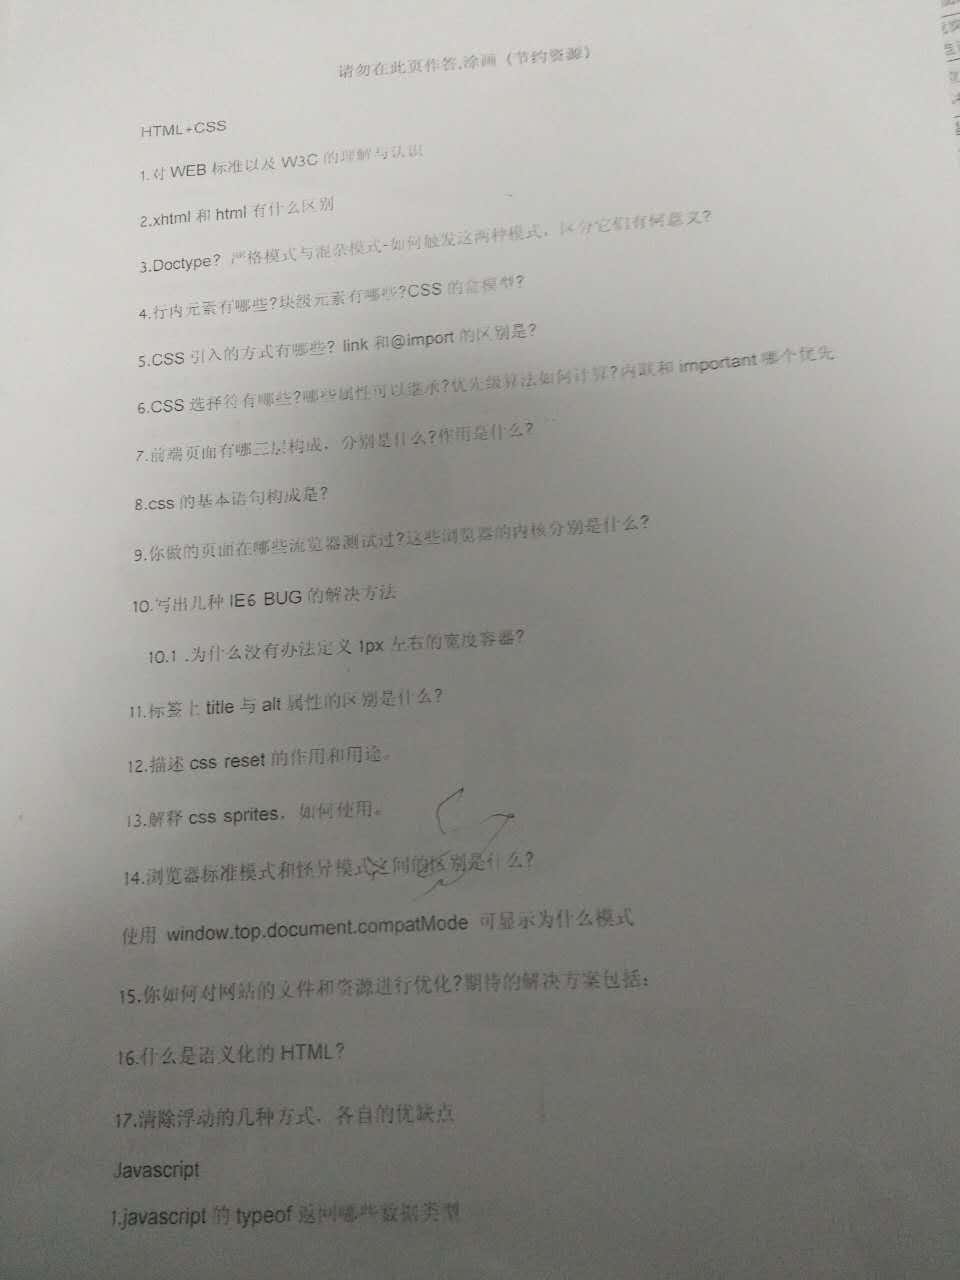 请勿在此页作答,涂画（节约资源）
HTML+CSS
1.对 WEB 标准以及 W3C 的理解与认识
2.xhtml 和 html 有什么区别
3.Doctype? 严格模式与混杂模式-如何触发这两种模式，区分它们有何意义?
4.行内元素有哪些?块级元素有哪些?CSS 的盒模型?
5.CSS 引入的方式有哪些? link 和@import 的区别是?
6.CSS 选择符有哪些?哪些属性可以继承?优先级算法如何计算?内联和 important 哪个优先
7.前端页面有哪三层构成，分别是什么?作用是什么?
8.css 的基本语句构成是?
9.你做的页面在哪些流览器测试过?这些浏览器的内核分别是什么?
10.写出几种 IE6 BUG 的解决方法
10.1 .为什么没有办法定义 1px 左右的宽度容器?
11.标签上 title 与 alt 属性的区别是什么?
12.描述 css reset 的作用和用途。
13.解释 css sprites，如何使用。
14.浏览器标准模式和怪异模式之间的区别是什么?
使用 window.top.document.compatMode 可显示为什么模式
15.你如何对网站的文件和资源进行优化?期待的解决方案包括：
16.什么是语义化的 HTML?
17.清除浮动的几种方式，各自的优缺点
Javascript
1.javascript 的 typeof 返回哪些数据类型